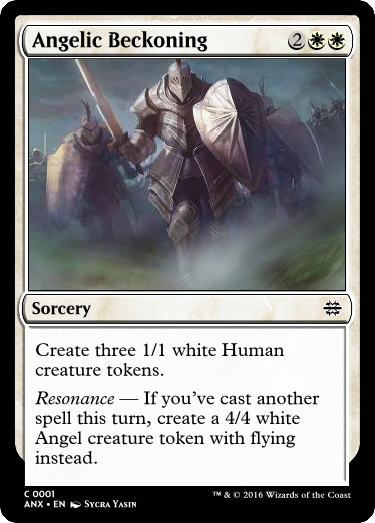 Angelic Beckoning 2
Sorcery
Create three 1/1 white Human
creature tokens.
Resonance — If you've cast another
spell this turn, create a 4/4 white
Angel creature token with flying
instead.
C 0001
ANX • EN Sycra Yasin
™ & © 2016 Wizards of the Coast